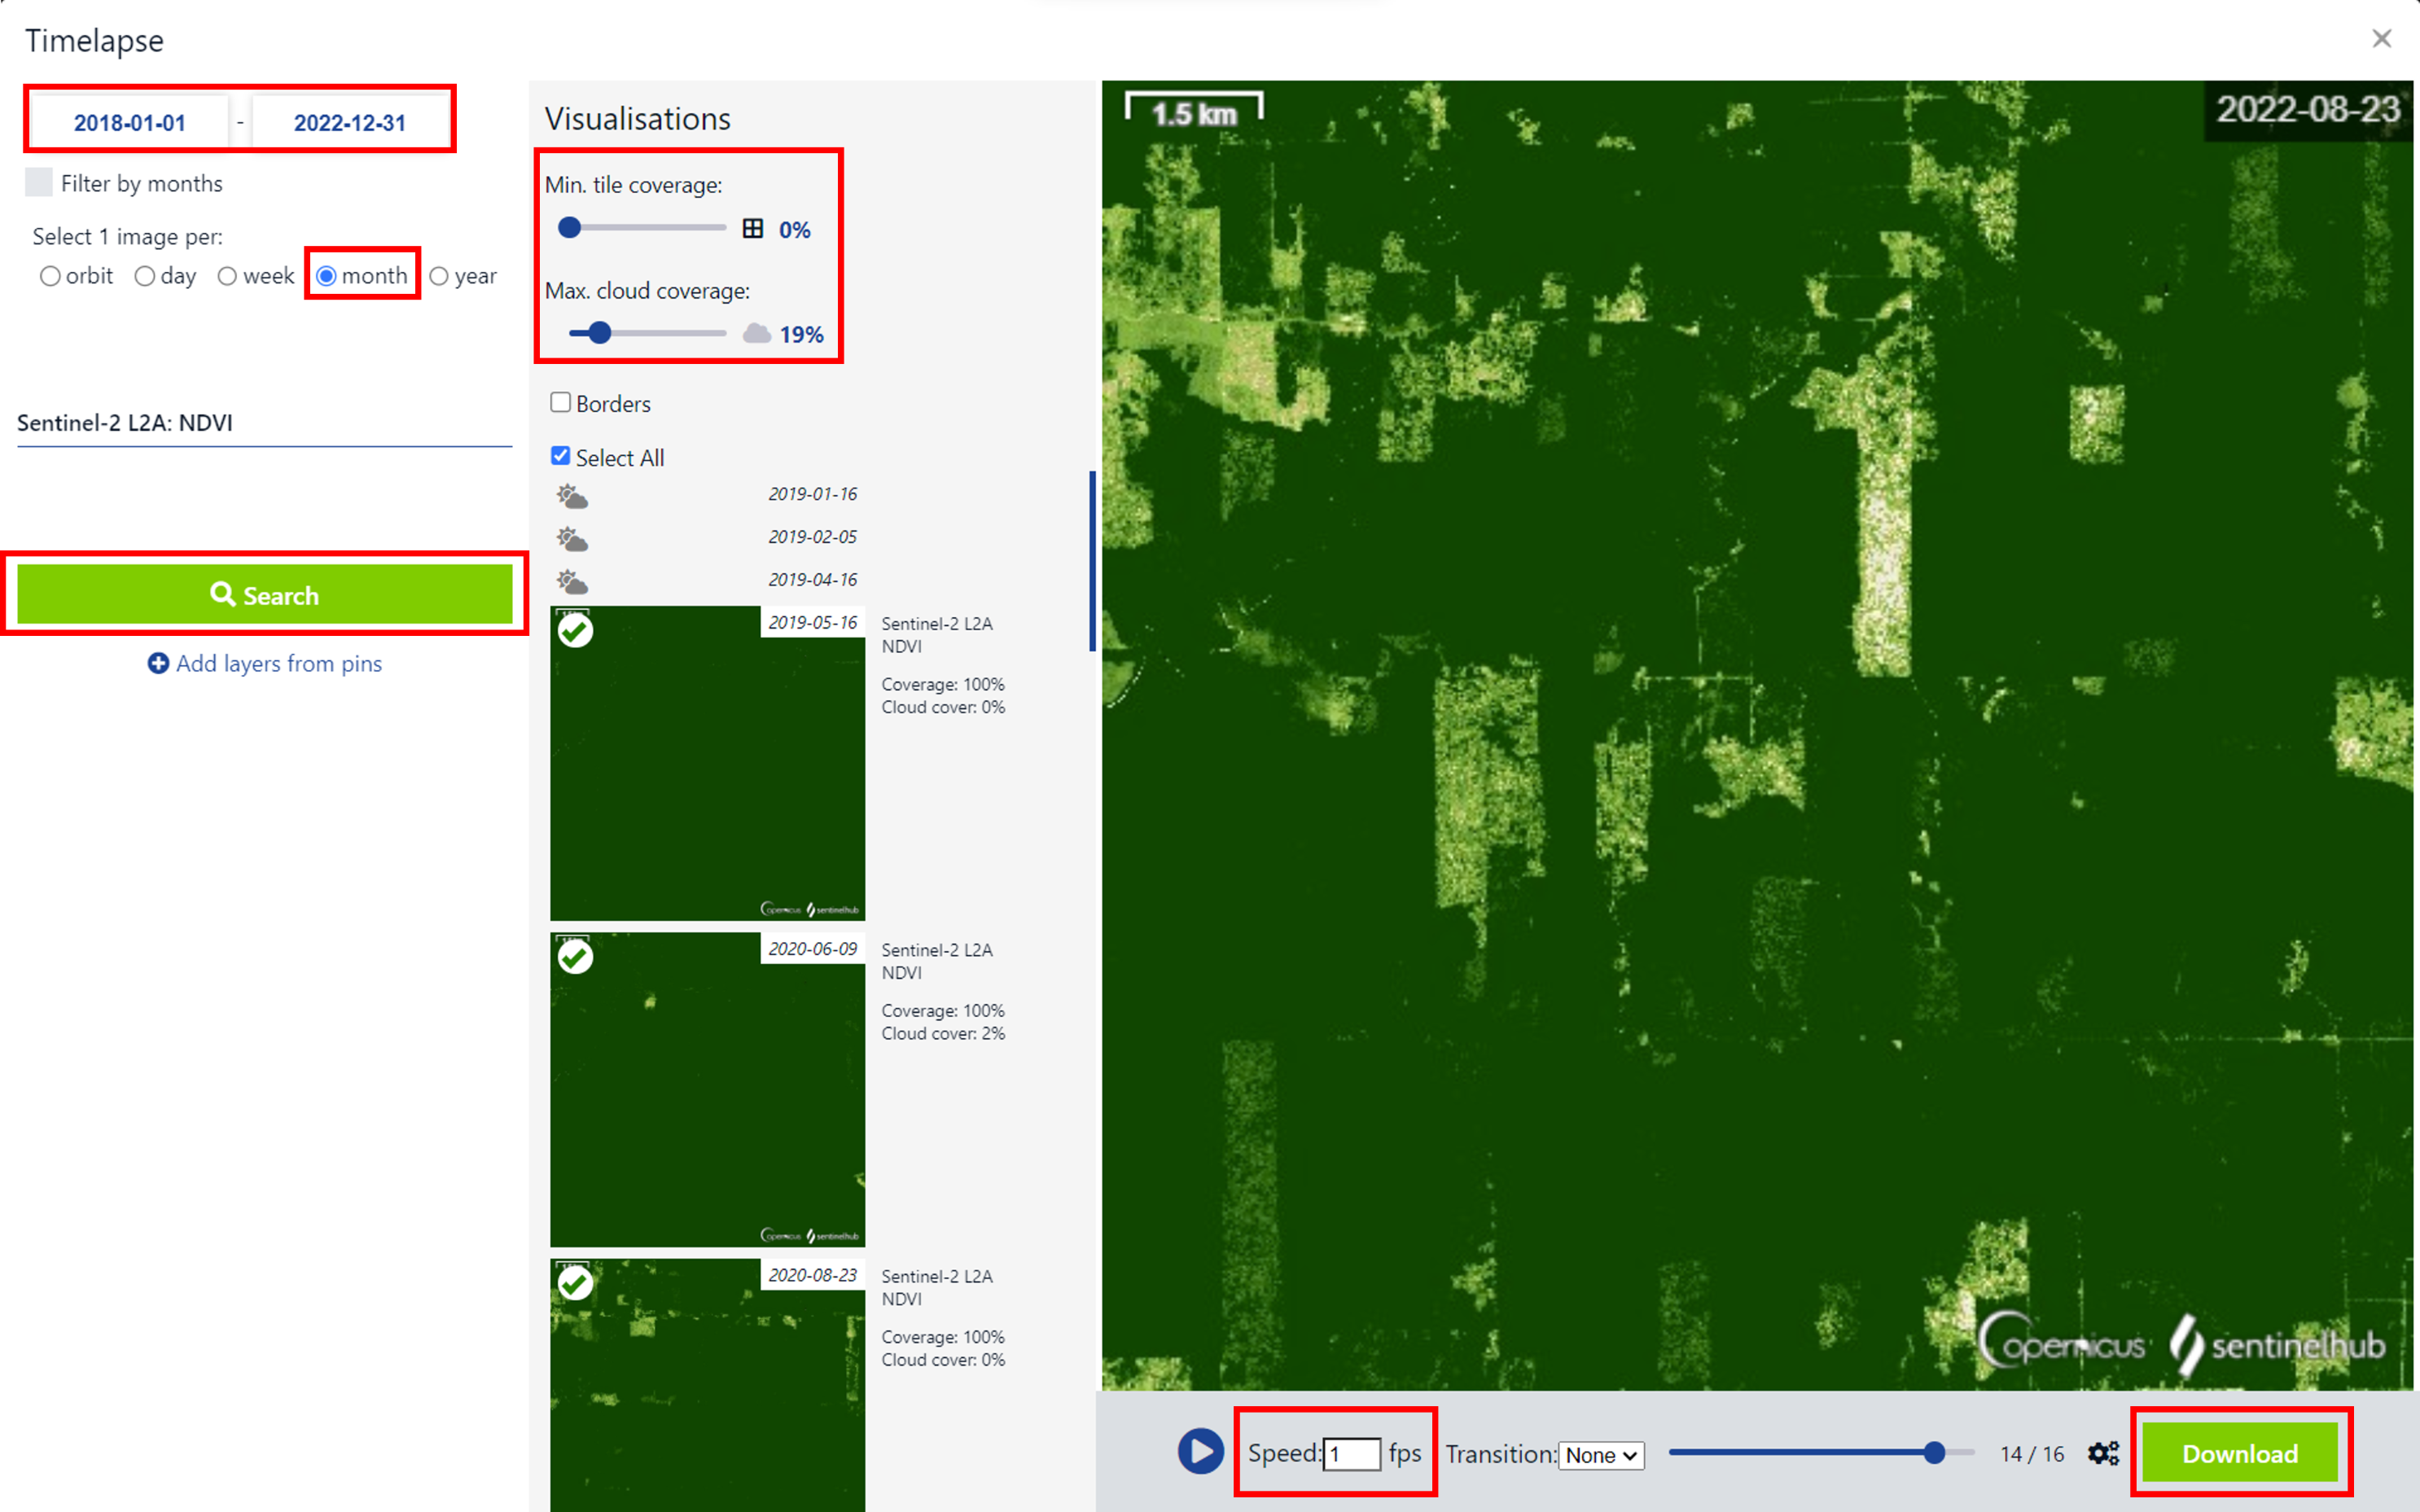 Timelapse
2018-01-01 - 2022-12-31
Filter by months
Select 1 image per:
orbit day week month year
Sentinel-2 L2A: NDVI
Search
Add layers from pins
Visualisations
Min. tile coverage:
0%
Max. cloud coverage:
19%
Borders
Select All
2019-01-16
2019-02-05
2019-04-16
2019-05-16
Sentinel-2 L2A
NDVI
Coverage: 100%
Cloud cover: 0%
Copernicus sentinelhub
2020-06-09
Sentinel-2 L2A
NDVI
Coverage: 100%
Cloud cover: 2%
Copernicus sentinelhub
2020-08-23
Sentinel-2 L2A
NDVI
Coverage: 100%
Cloud cover: 0%
1.5 km
2022-08-23
Copernicus sentinelhub
Speed: 1 fps Transition: None 14 / 16 Download